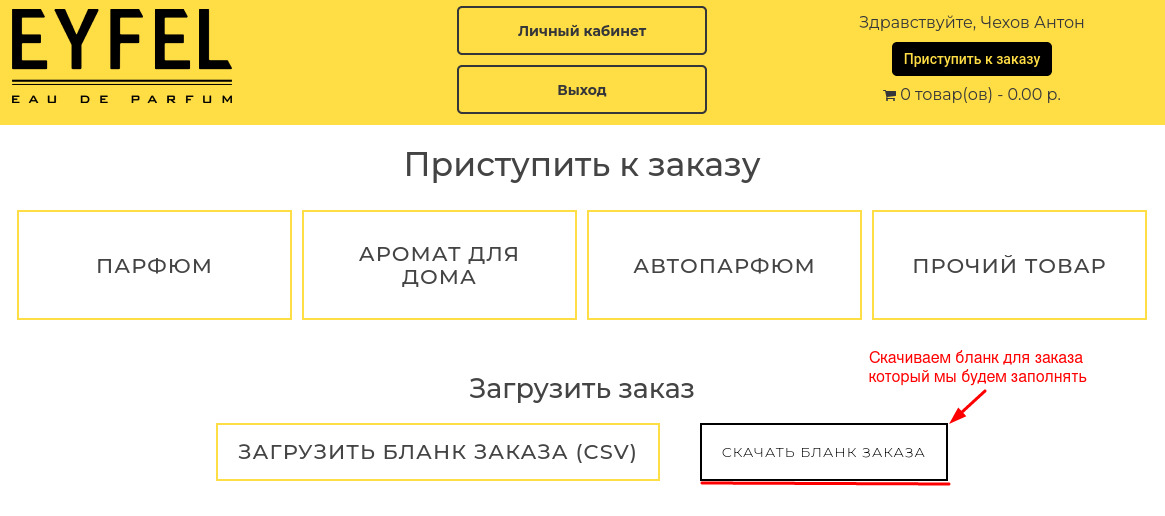 EYFEL
EAU DE PARFUM
Личный кабинет
Выход
Здравствуйте, Чехов Антон
Приступить к заказу
0 товар(ов) - 0.00 р.
Приступить к заказу
ПАРФЮМ
АРОМАТ ДЛЯ
ДОМА
АВТОПАРФЮМ
ПРОЧИЙ ТОВАР
Скачиваем бланк для заказа
который мы будем заполнять
Загрузить заказ
ЗАГРУЗИТЬ БЛАНК ЗАКАЗА (CSV)
СКАЧАТЬ БЛАНК ЗАКАЗА